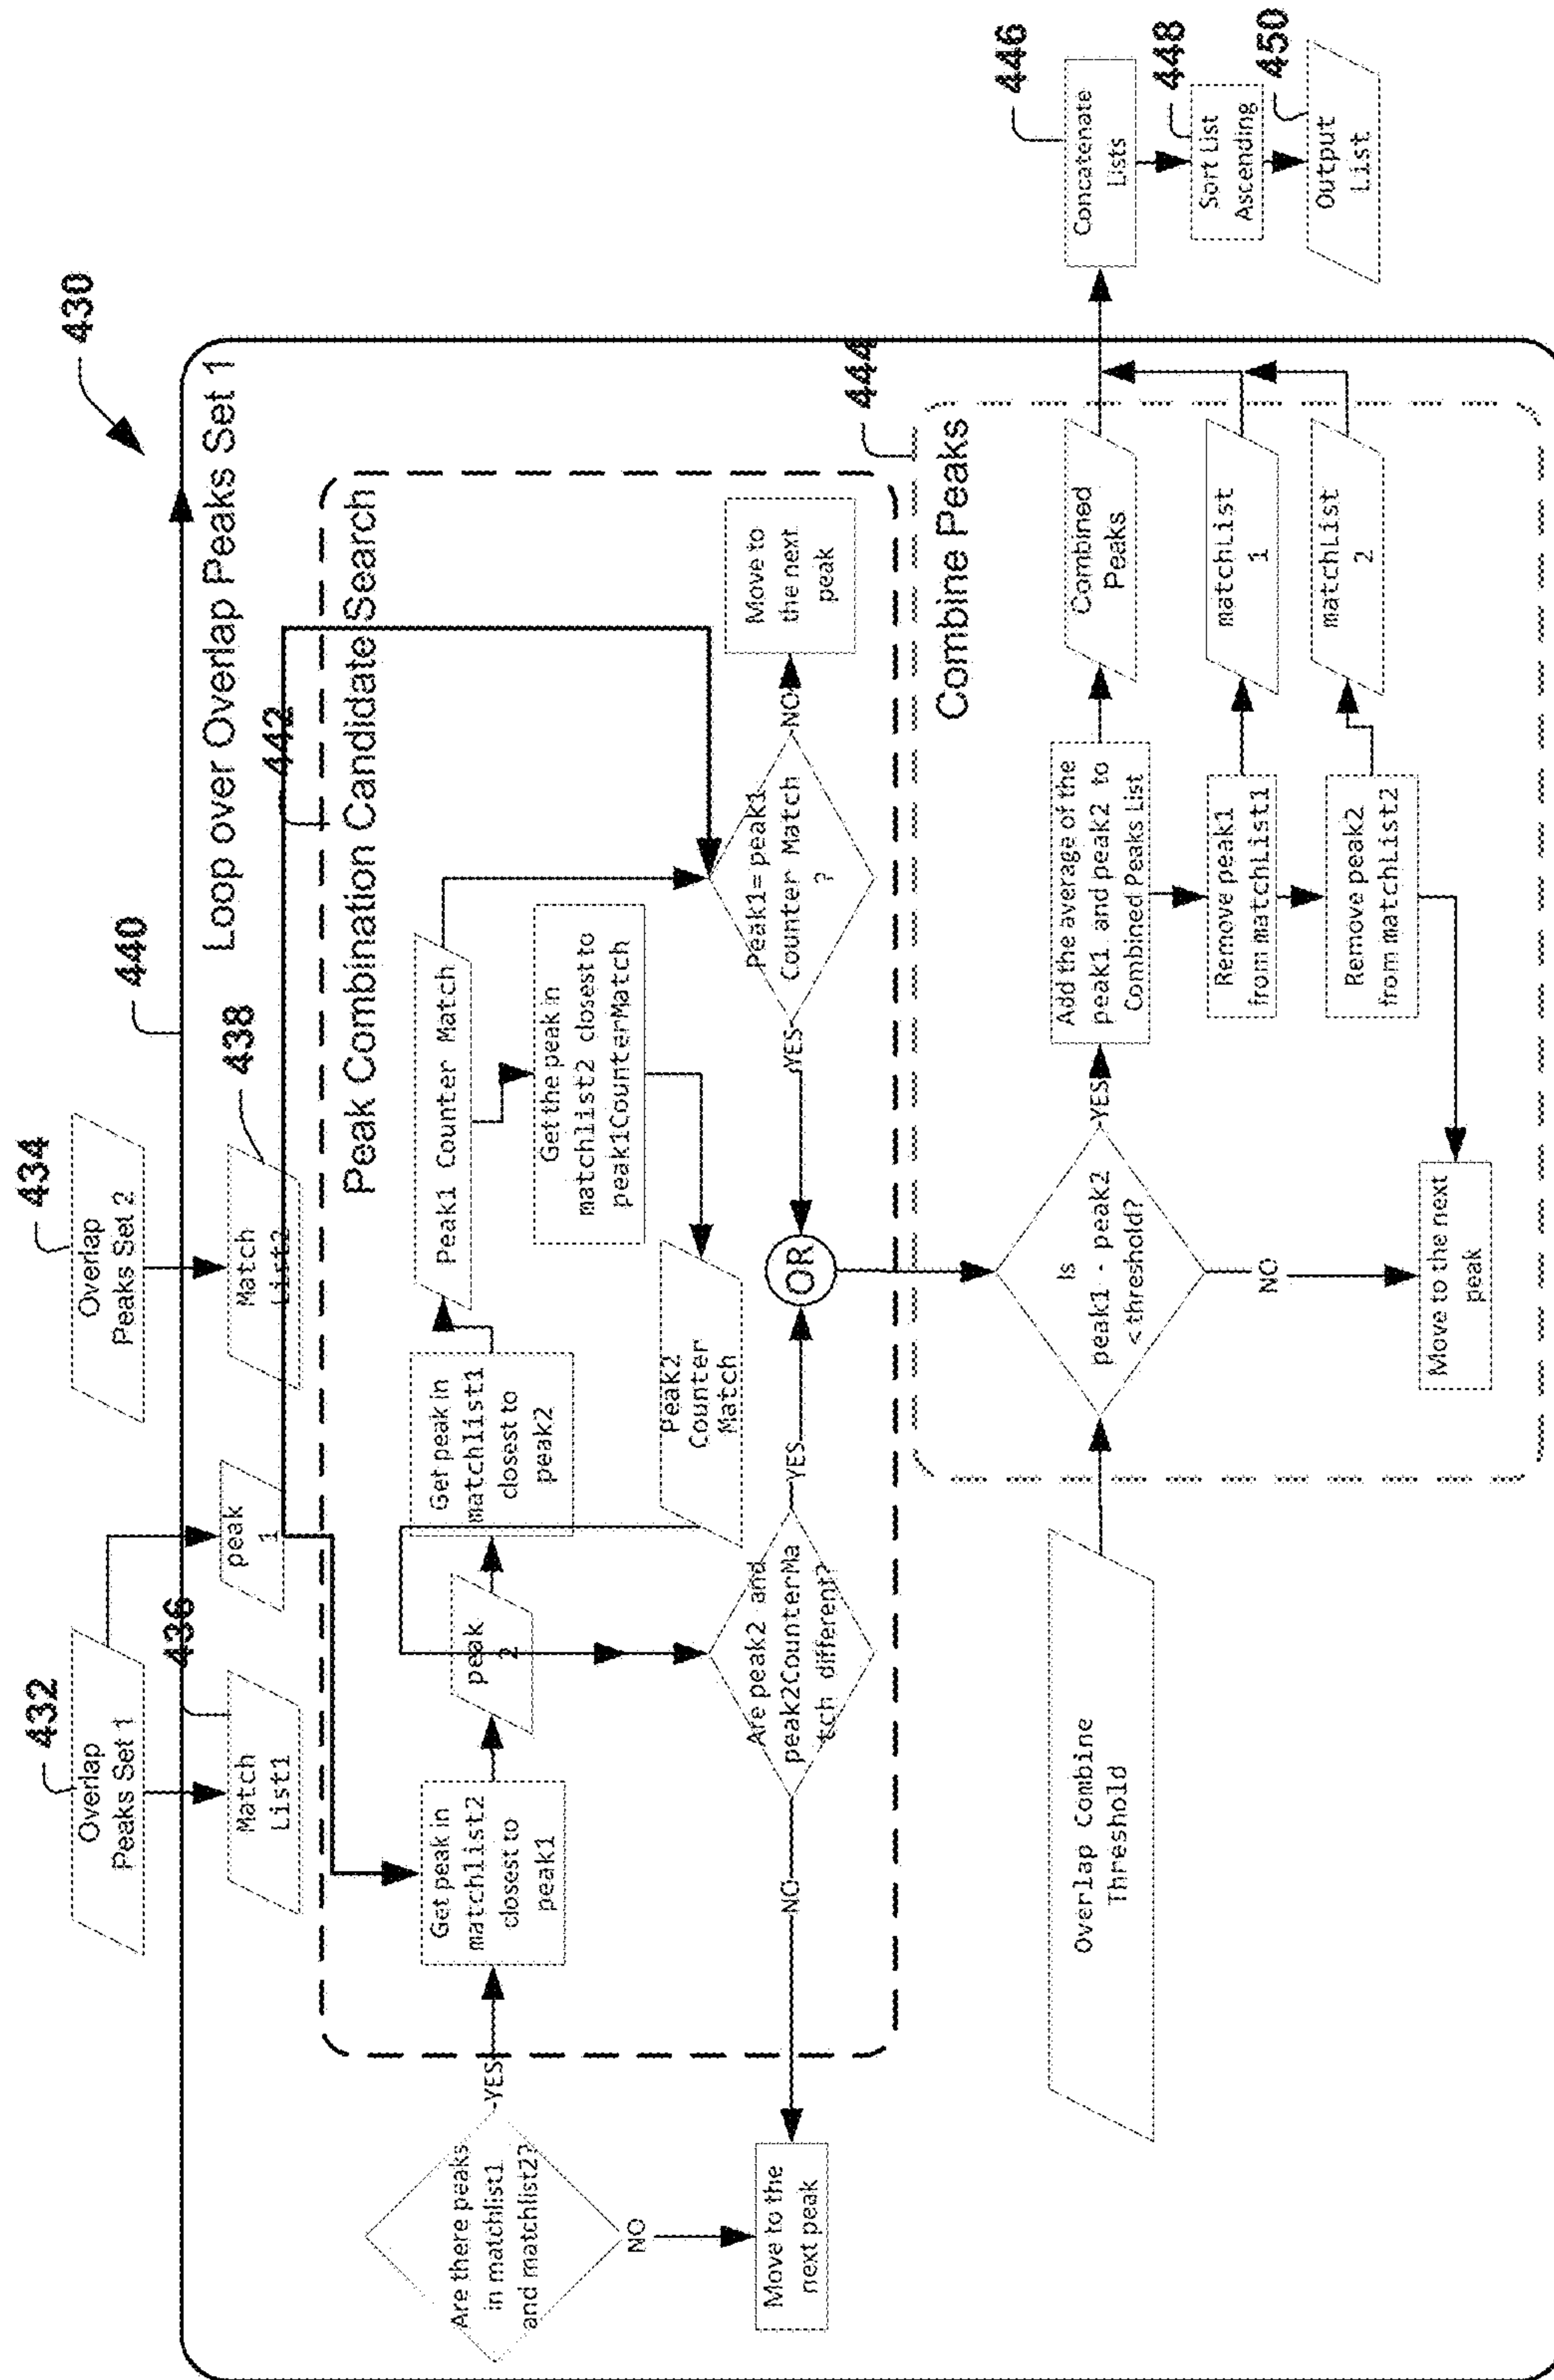 430
432
Overlap
Peaks Set 1
434
Overlap
Peaks Set 2
440
Loop over Overlap Peaks Set 1
436
Match
List1
peak
1
438
Match
List2
442
Peak Combination Candidate Search
Are there peaks
in matchlist1
and matchlist2?
YES
NO
Move to the
next peak
Get peak in
matchlist2
closest to
peak1
peak
2
Get peak in
matchlist1
closest to
peak2
Peak1 Counter Match
Get the peak in
matchlist2 closest to
peak1CounterMatch
Peak2
Counter
Match
Are peak2 and
peak2CounterMa
tch different?
NO
YES
OR
YES
Peak1=peak1
Counter Match
?
NO
Move to
the next
peak
444
Combine Peaks
Overlap Combine
Threshold
Is
peak1 - peak2
<threshold?
YES
NO
Move to the next
peak
Add the average of the
peak1 and peak2 to
Combined Peaks List
Remove peak1
from matchList1
Remove peak2
from matchList2
Combined
Peaks
matchList
1
matchList
2
446
Concatenate
Lists
448
Sort List
Ascending
450
Output
List